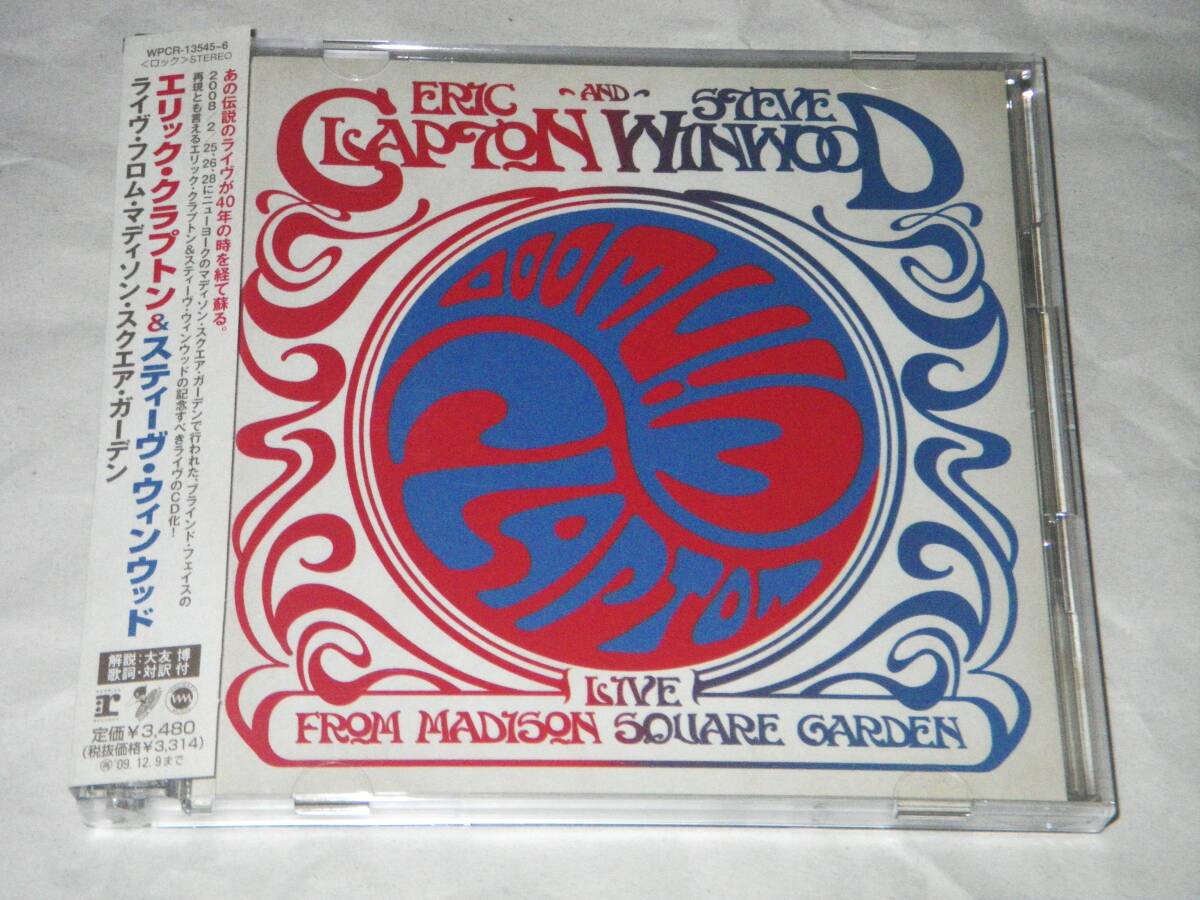 WPCR-13545-6
〈ロック〉STEREO
あの伝説のライヴが40年の時を経て蘇る。
2008/2/25、26、28にニューヨークのマディソン・スクエア・ガーデンで行われた、ブラインド・フェイスの
再現とも言えるエリック・クラプトン&スティーヴ・ウィンウッドの記念すべきライヴのCD化!
エリック・クラプトン&スティーヴ・ウィンウッド
ライヴ・フロム・マディソン・スクエア・ガーデン
解説:大友 博
歌詞・対訳付
r
定価¥3,480
(税抜価格¥3,314)
'09.12.9まで
ERIC AND STEVE
CLAPTON WINWOOD
WINWOOD
CLAPTON
LIVE
FROM MADISON SQUARE GARDEN